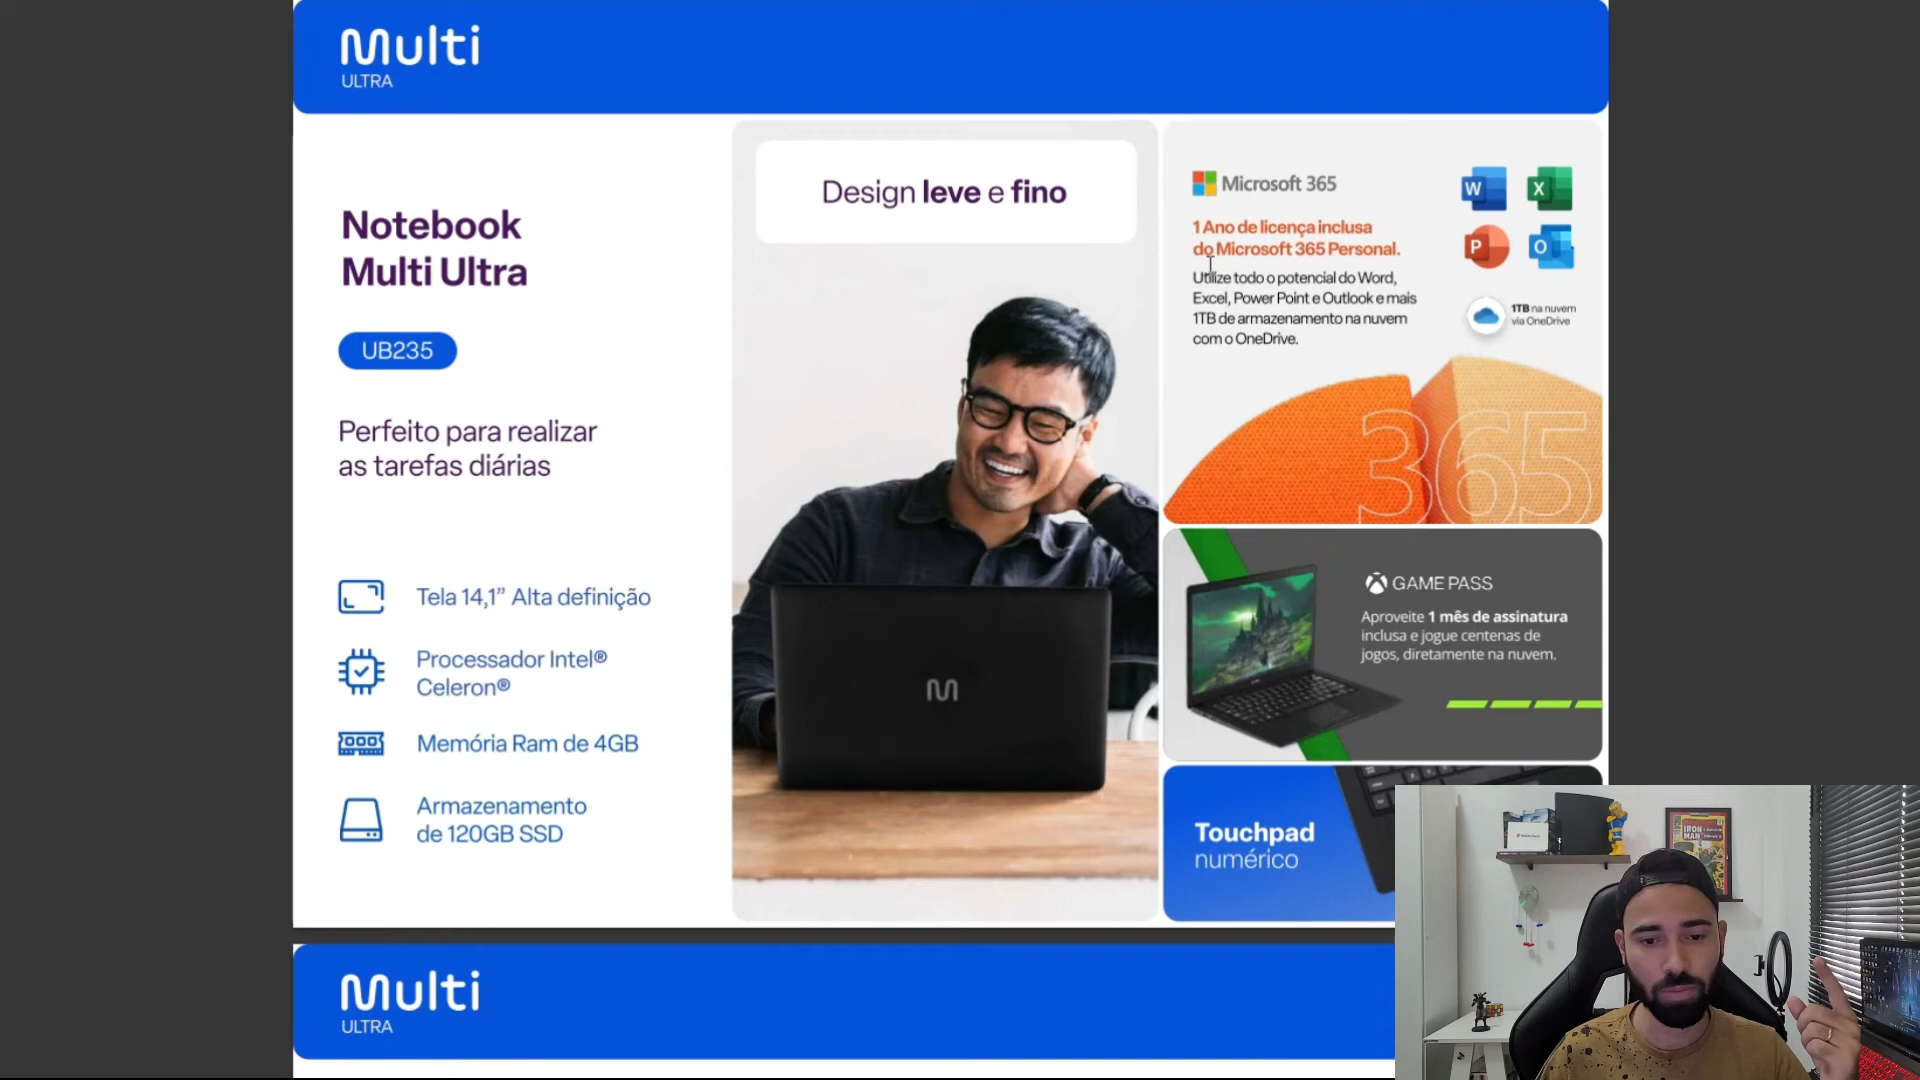 Multi
ULTRA
Notebook
Multi Ultra
UB235
Perfeito para realizar
as tarefas diárias
Tela 14,1” Alta definição
Processador Intel®
Celeron®
Memória Ram de 4GB
Armazenamento
de 120GB SSD
Design leve e fino
M
Microsoft 365
1 Ano de licença inclusa
do Microsoft 365 Personal.
Utilize todo o potencial do Word,
Excel, Power Point e Outlook e mais
1TB de armazenamento na nuvem
com o OneDrive.
W
X
P
O
1TB na nuvem
via OneDrive
365
GAME PASS
Aproveite 1 mês de assinatura
inclusa e jogue centenas de
jogos, diretamente na nuvem.
Touchpad
numérico
IRON
MAN
Multi
ULTRA